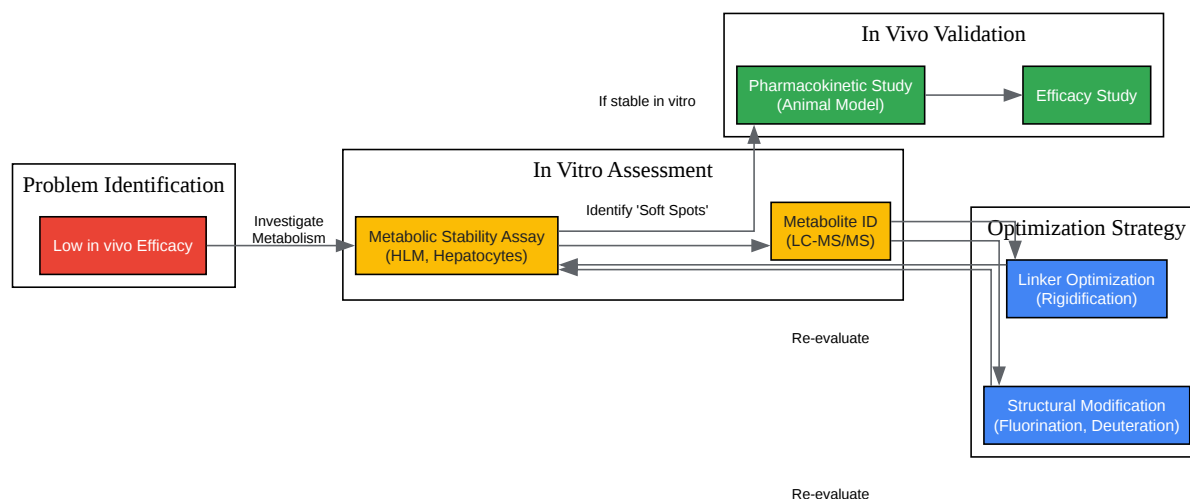 In Vivo Validation
Pharmacokinetic Study
(Animal Model)
Efficacy Study
If stable in vitro
Problem Identification
Low in vivo Efficacy
Investigate
Metabolism
In Vitro Assessment
Metabolic Stability Assay
(HLM, Hepatocytes)
Identify 'Soft Spots'
Metabolite ID
(LC-MS/MS)
Optimization Strategy
Linker Optimization
(Rigidification)
Re-evaluate
Structural Modification
(Fluorination, Deuteration)
Re-evaluate